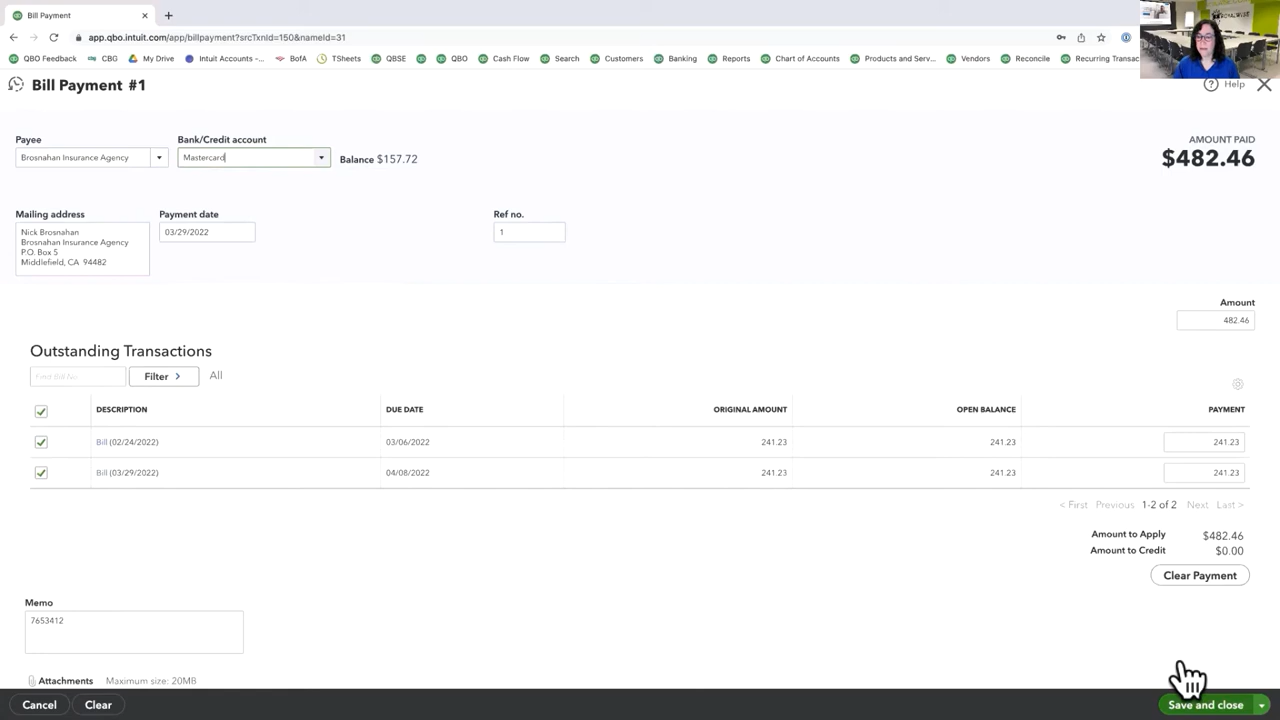 Bill Payment
app.qbo.intuit.com/app/billpayment?srcTxnId=150&nameId=31
QBO Feedback CBG My Drive Intuit Accounts -... BofA TSheets QBSE QBO Cash Flow Search Customers Banking Reports Chart of Accounts Products and Serv... Vendors Reconcile Recurring Transac
Bill Payment #1
Help
Payee
Bank/Credit account
Brosnahan Insurance Agency
Mastercard
Balance $157.72
AMOUNT PAID
$482.46
Mailing address
Payment date
Ref no.
Nick Brosnahan
Brosnahan Insurance Agency
P.O. Box 5
Middlefield, CA 94482
03/29/2022
1
Amount
482.46
Outstanding Transactions
Find Bill No.
Filter >
All
DESCRIPTION DUE DATE ORIGINAL AMOUNT OPEN BALANCE PAYMENT
Bill (02/24/2022) 03/06/2022 241.23 241.23 241.23
Bill (03/29/2022) 04/08/2022 241.23 241.23 241.23
< First Previous 1-2 of 2 Next Last >
Amount to Apply $482.46
Amount to Credit $0.00
Clear Payment
Memo
7653412
Attachments Maximum size: 20MB
Cancel Clear Save and close